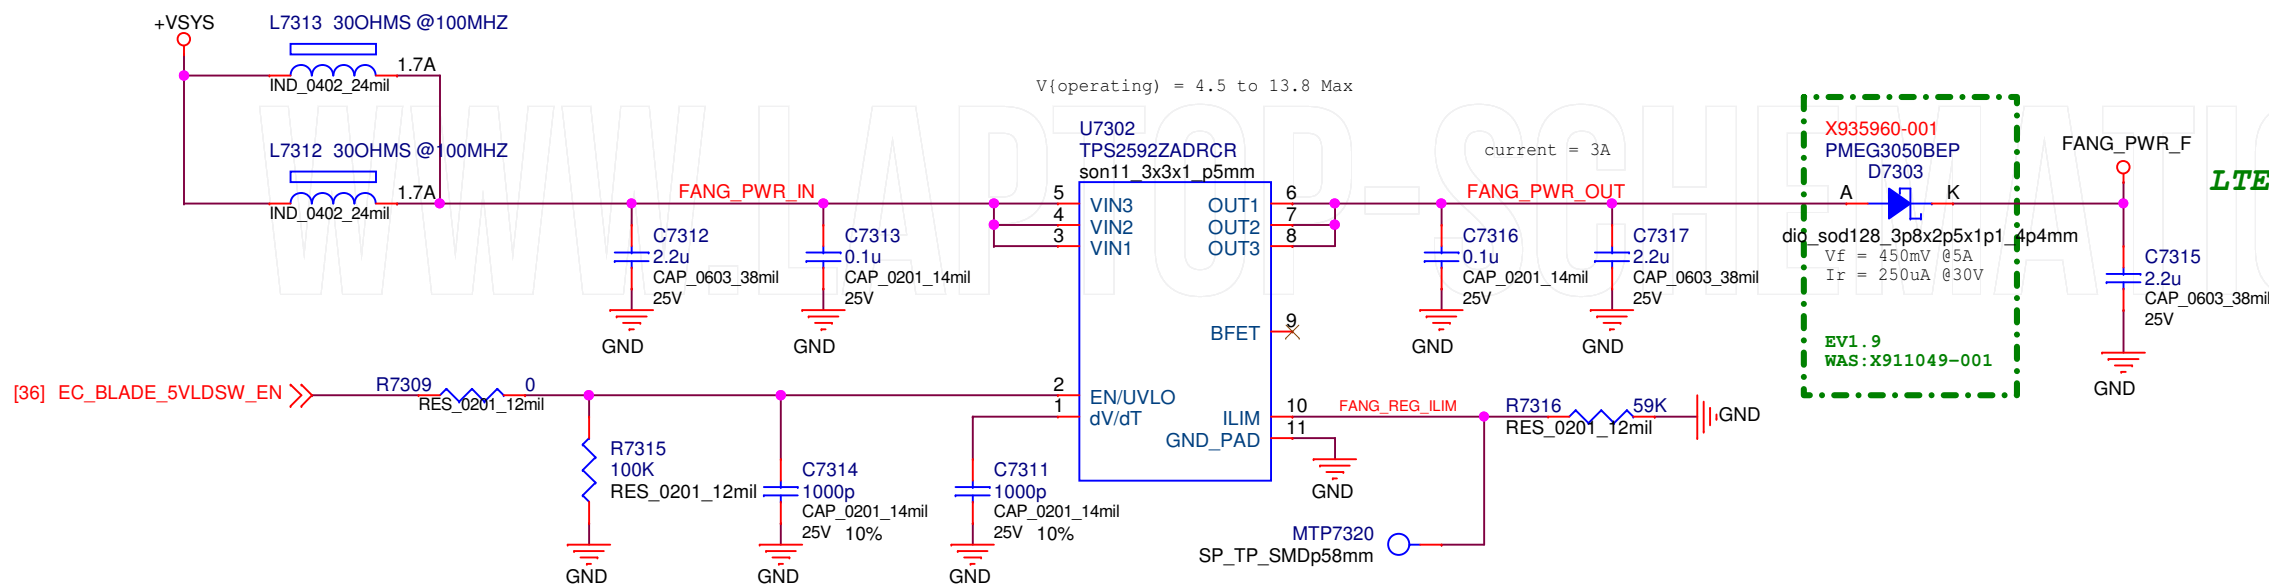 +VSYS
L7313 30OHMS @100MHZ
1.7A
IND_0402_24mil
L7312 30OHMS @100MHZ
1.7A
IND_0402_24mil
FANG_PWR_IN
C7312
2.2u
CAP_0603_38mil
25V
GND
C7313
0.1u
CAP_0201_14mil
25V
GND
V{operating) = 4.5 to 13.8 Max
U7302
TPS2592ZADRCR
son11_3x3x1_p5mm
5 VIN3 OUT1 6
4 VIN2 OUT2 7
3 VIN1 OUT3 8
BFET 9
2 EN/UVLO
1 dV/dT ILIM 10
GND_PAD 11
GND
current = 3A
FANG_PWR_OUT
C7316
0.1u
CAP_0201_14mil
25V
GND
C7317
2.2u
CAP_0603_38mil
25V
GND
X935960-001
PMEG3050BEP
D7303
A K
dio_sod128_3p8x2p5x1p1_4p4mm
Vf = 450mV @5A
Ir = 250uA @30V
EV1.9
WAS:X911049-001
FANG_PWR_F
LTE
C7315
2.2u
CAP_0603_38mil
25V
GND
[36] EC_BLADE_5VLDSW_EN
R7309 0
RES_0201_12mil
R7315
100K
RES_0201_12mil
GND
C7314
1000p
CAP_0201_14mil
25V 10%
GND
C7311
1000p
CAP_0201_14mil
25V 10%
GND
FANG_REG_ILIM
R7316 59K
RES_0201_12mil
GND
MTP7320
SP_TP_SMDp58mm
WWW.LAPTOP-SCHEMATIC